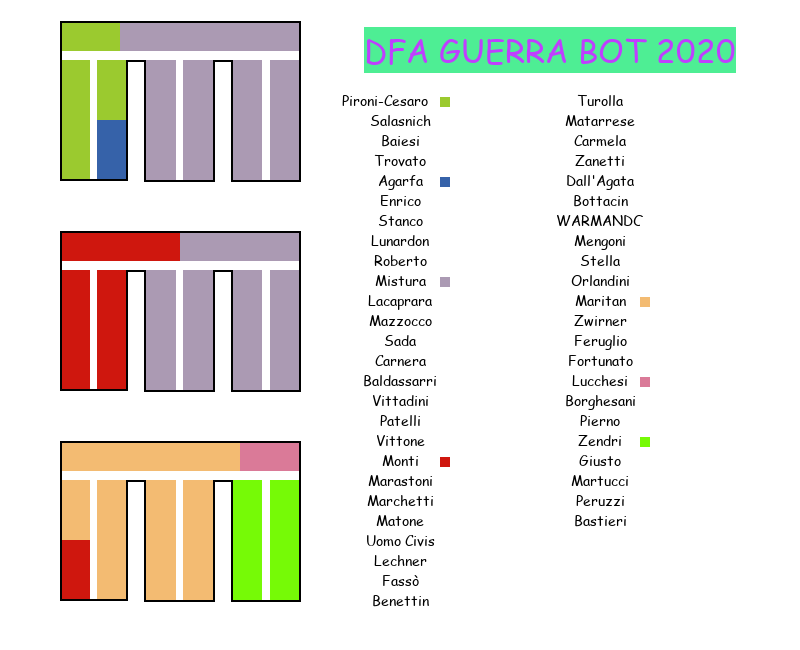 DFA GUERRA BOT 2020
Pironi-Cesaro
Salasnich
Baiesi
Trovato
Agarfa
Enrico
Stanco
Lunardon
Roberto
Mistura
Lacaprara
Mazzocco
Sada
Carnera
Baldassarri
Vittadini
Patelli
Vittone
Monti
Marastoni
Marchetti
Matone
Uomo Civis
Lechner
Fassò
Benettin
Turolla
Matarrese
Carmela
Zanetti
Dall'Agata
Bottacin
WARMANDC
Mengoni
Stella
Orlandini
Maritan
Zwirner
Feruglio
Fortunato
Lucchesi
Borghesani
Pierno
Zendri
Giusto
Martucci
Peruzzi
Bastieri